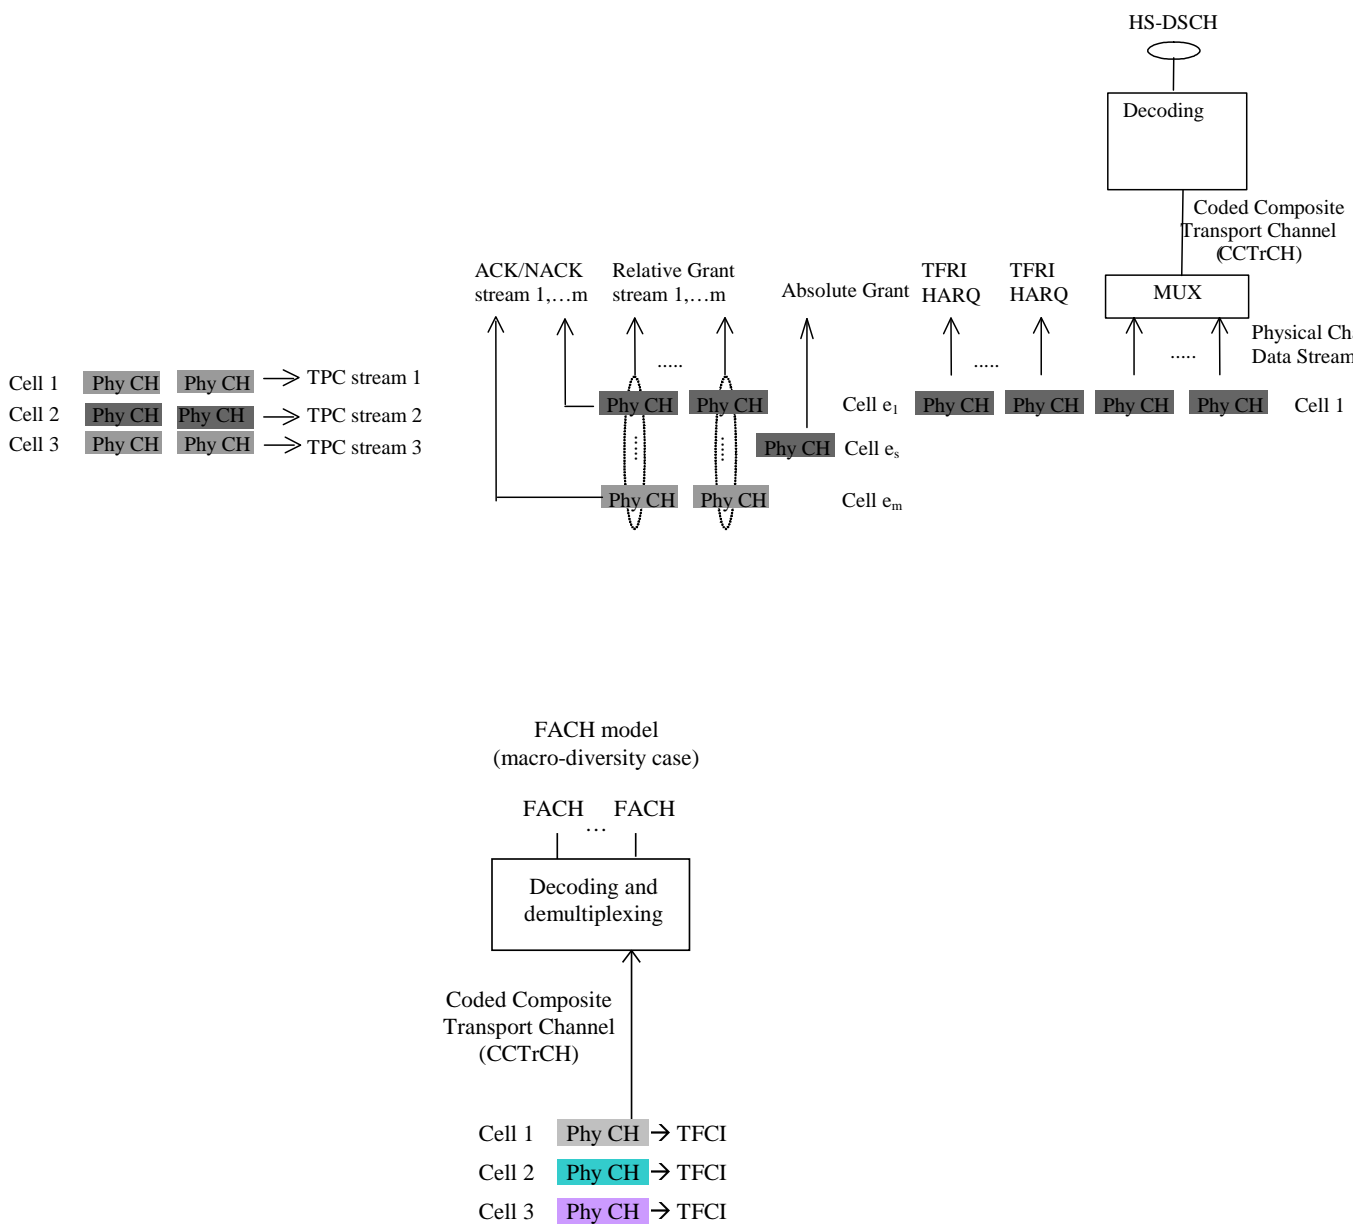 HS-DSCH
Decoding
Coded Composite
Transport Channel
(CCTrCH)
ACK/NACK
stream 1,…m
Relative Grant
stream 1,…m
Absolute Grant
TFRI
HARQ
TFRI
HARQ
MUX
Physical Cha
Data Stream
.....
.....
.....
Cell 1 Phy CH Phy CH TPC stream 1
Cell 2 Phy CH Phy CH TPC stream 2
Cell 3 Phy CH Phy CH TPC stream 3
Phy CH Phy CH Cell e1 Phy CH Phy CH Phy CH Phy CH Cell 1
Phy CH Cell es
Phy CH Phy CH Cell em
FACH model
(macro-diversity case)
FACH … FACH
Decoding and
demultiplexing
Coded Composite
Transport Channel
(CCTrCH)
Cell 1 Phy CH → TFCI
Cell 2 Phy CH → TFCI
Cell 3 Phy CH → TFCI